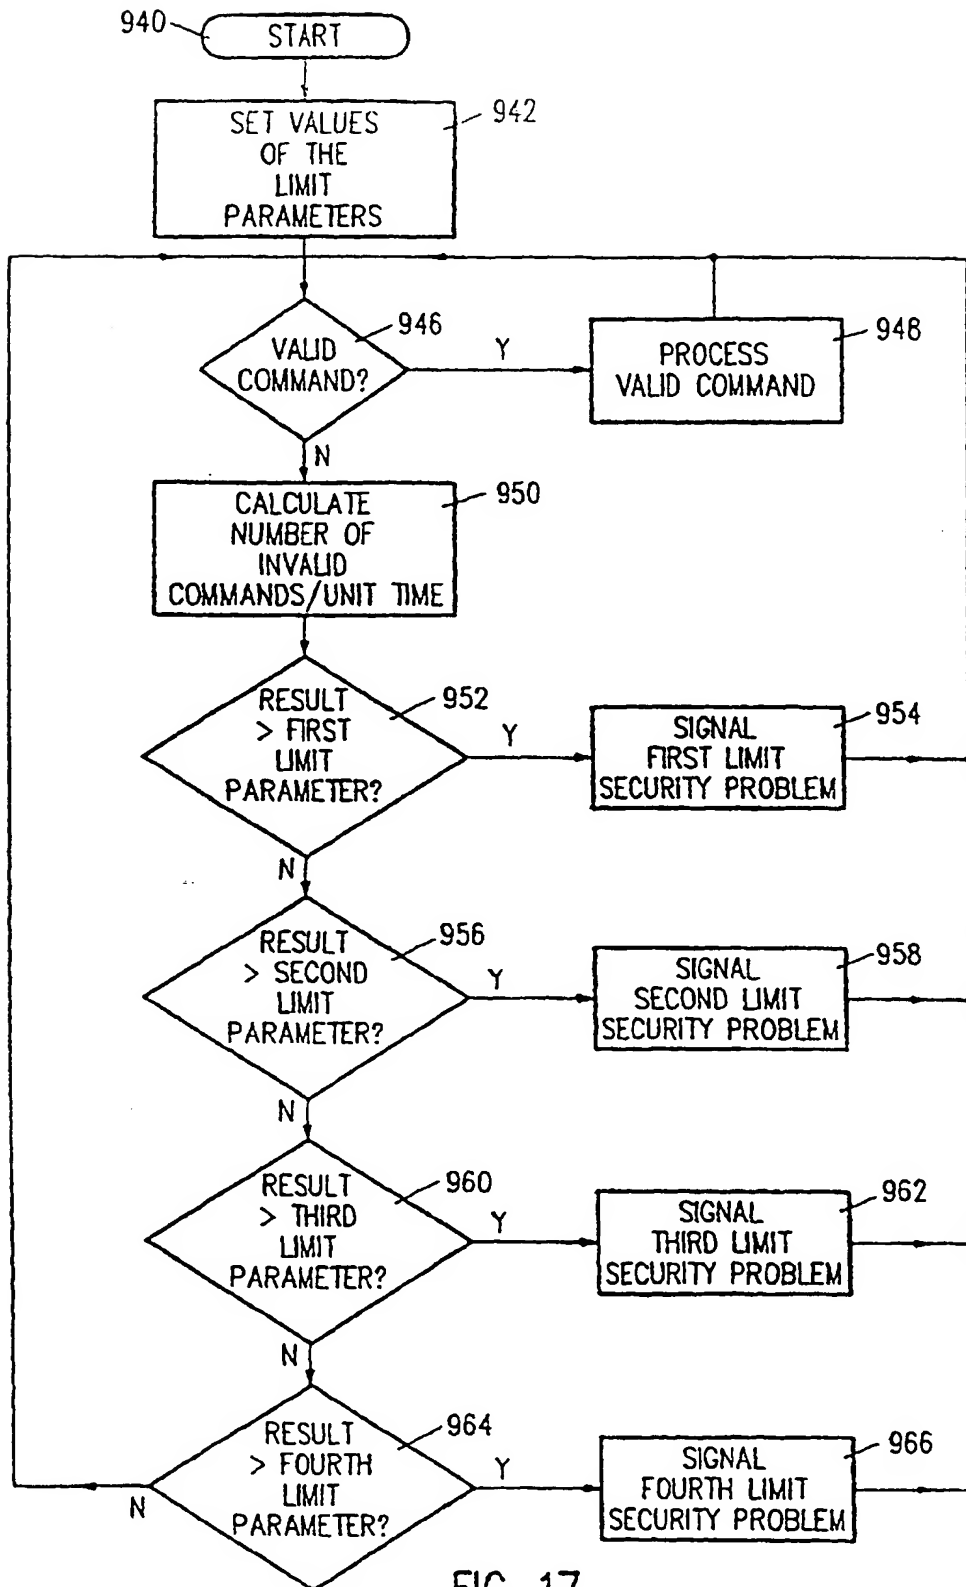 940
START
942
SET VALUES
OF THE
LIMIT
PARAMETERS
946
VALID
COMMAND?
Y
948
PROCESS
VALID COMMAND
N
950
CALCULATE
NUMBER OF
INVALID
COMMANDS/UNIT TIME
952
RESULT
> FIRST
LIMIT
PARAMETER?
Y
954
SIGNAL
FIRST LIMIT
SECURITY PROBLEM
N
956
RESULT
> SECOND
LIMIT
PARAMETER?
Y
958
SIGNAL
SECOND LIMIT
SECURITY PROBLEM
N
960
RESULT
> THIRD
LIMIT
PARAMETER?
Y
962
SIGNAL
THIRD LIMIT
SECURITY PROBLEM
N
964
RESULT
> FOURTH
LIMIT
PARAMETER?
Y
966
SIGNAL
FOURTH LIMIT
SECURITY PROBLEM
N
FIG. 17